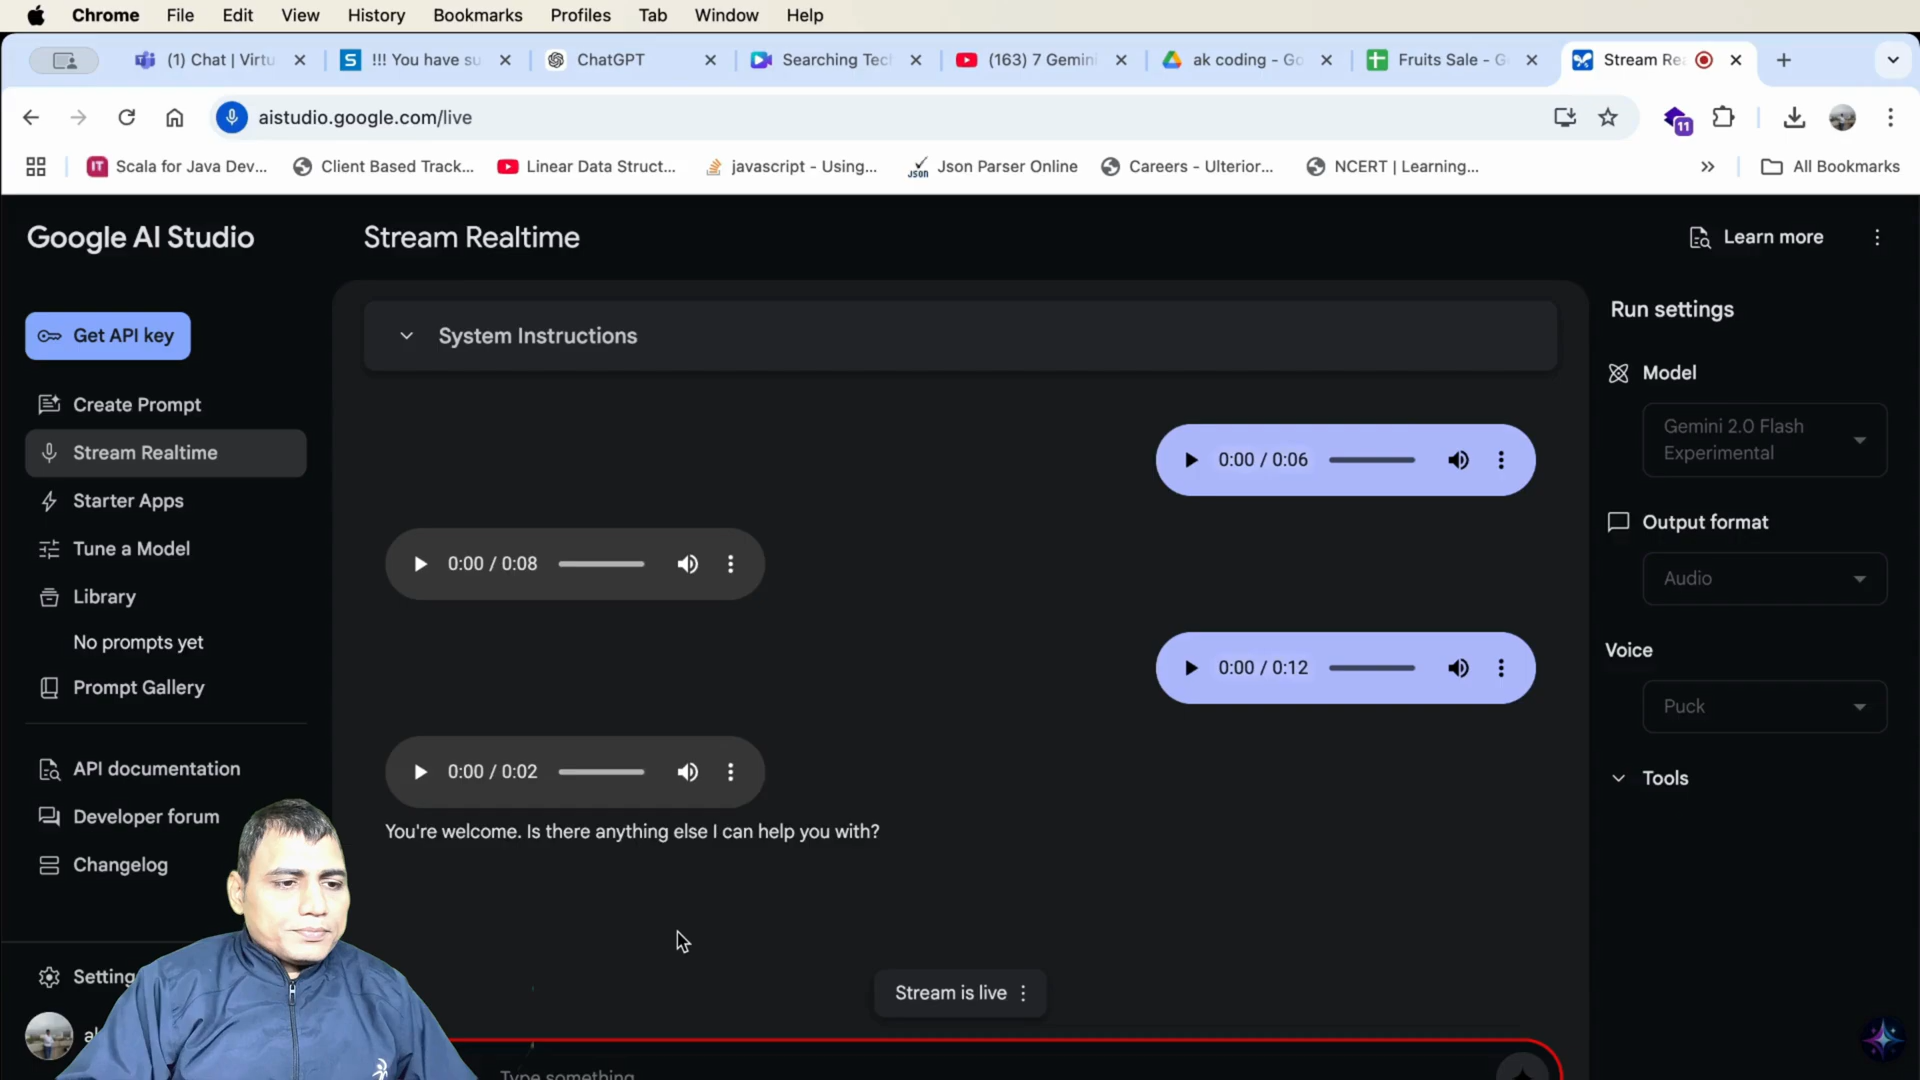 Chrome File Edit View History Bookmarks Profiles Tab Window Help
(1) Chat | Virtu
!!! You have su
ChatGPT
Searching Tec
(163) 7 Gemini
ak coding - Go
Fruits Sale - G
Stream Re
aistudio.google.com/live
11
Scala for Java Dev...
Client Based Track...
Linear Data Struct...
javascript - Using...
Json Parser Online
Careers - Ulterior...
NCERT | Learning...
All Bookmarks
Google AI Studio
Stream Realtime
Learn more
Get API key
Create Prompt
Stream Realtime
Starter Apps
Tune a Model
Library
No prompts yet
Prompt Gallery
API documentation
Developer forum
Changelog
Setting
System Instructions
0:00 / 0:06
0:00 / 0:08
0:00 / 0:12
0:00 / 0:02
You're welcome. Is there anything else I can help you with?
Stream is live
Type something
Run settings
Model
Gemini 2.0 Flash
Experimental
Output format
Audio
Voice
Puck
Tools